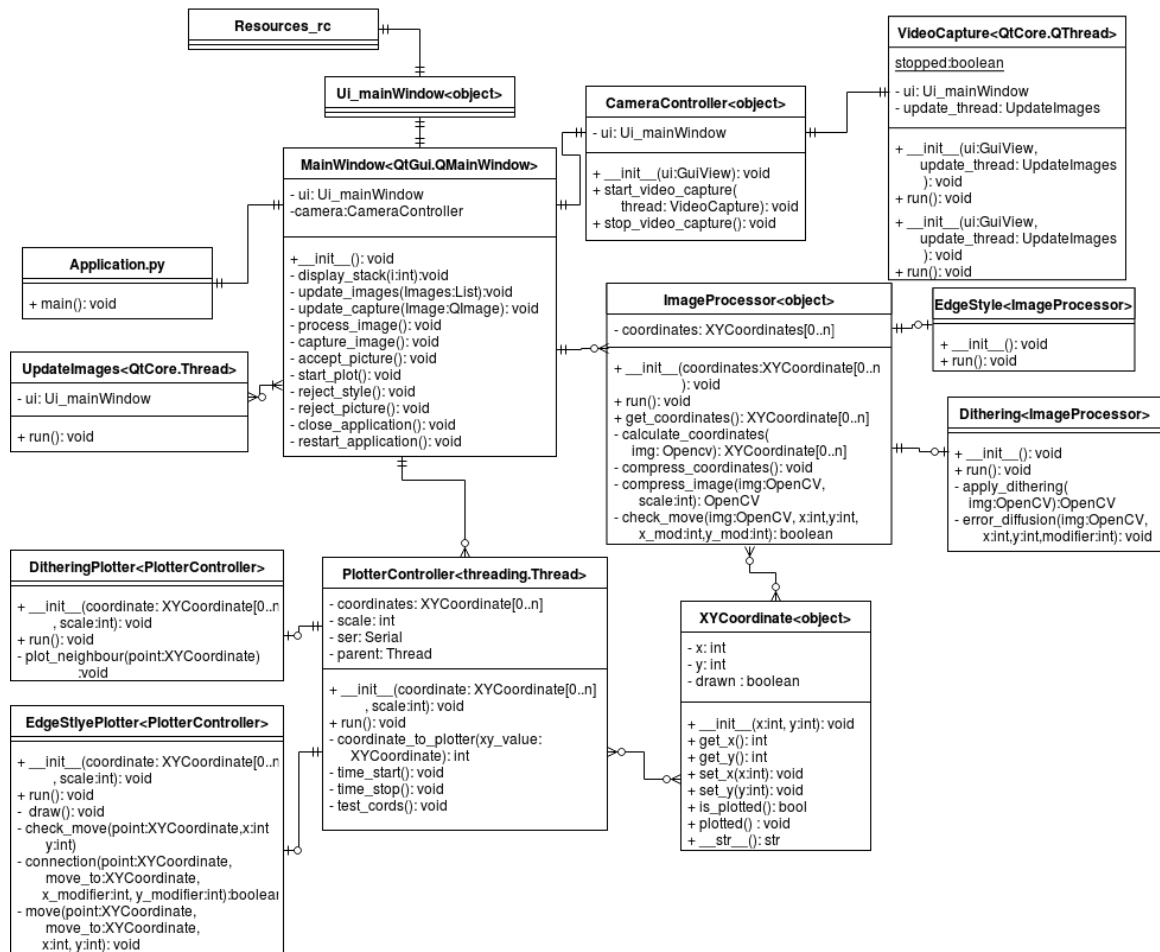 Resources_rc
Ui_mainWindow<object>
MainWindow<QtGui.QMainWindow>
- ui: Ui_mainWindow
-camera:CameraController
+__init__(): void
- display_stack(i:int):void
- update_images(Images:List):void
- update_capture(Image:QImage): void
- process_image(): void
- capture_image(): void
- accept_picture(): void
- start_plot(): void
- reject_style(): void
- reject_picture(): void
- close_application(): void
- restart_application(): void
CameraController<object>
- ui: Ui_mainWindow
+ __init__(ui:GuiView): void
+ start_video_capture(
thread: VideoCapture): void
+ stop_video_capture(): void
VideoCapture<QtCore.QThread>
stopped:boolean
- ui: Ui_mainWindow
- update_thread: UpdateImages
+ __init__(ui:GuiView,
update_thread: UpdateImages
): void
+ run(): void
+ __init__(ui:GuiView,
update_thread: UpdateImages
): void
+ run(): void
Application.py
+ main(): void
UpdateImages<QtCore.Thread>
- ui: Ui_mainWindow
+ run(): void
ImageProcessor<object>
- coordinates: XYCoordinates[0..n]
+ __init__(coordinates:XYCoordinate[0..n
): void
+ run(): void
+ get_coordinates(): XYCoordinate[0..n]
- calculate_coordinates(
img: Opencv): XYCoordinate[0..n]
- compress_coordinates(): void
- compress_image(img:OpenCV,
scale:int): OpenCV
- check_move(img:OpenCV, x:int,y:int,
x_mod:int,y_mod:int): boolean
EdgeStyle<ImageProcessor>
+ __init__(): void
+ run(): void
Dithering<ImageProcessor>
+ __init__(): void
+ run(): void
- apply_dithering(
img:OpenCV):OpenCV
- error_diffusion(img:OpenCV,
x:int,y:int,modifier:int): void
DitheringPlotter<PlotterController>
+ __init__(coordinate: XYCoordinate[0..n
, scale:int): void
+ run(): void
- plot_neighbour(point:XYCoordinate)
:void
EdgeStlyePlotter<PlotterController>
+ __init__(coordinate: XYCoordinate[0..n
, scale:int): void
+ run(): void
- draw(): void
- check_move(point:XYCoordinate,x:int
y:int)
- connection(point:XYCoordinate,
move_to:XYCoordinate,
x_modifier:int, y_modifier:int):boolean
- move(point:XYCoordinate,
move_to:XYCoordinate,
x:int, y:int): void
PlotterController<threading.Thread>
- coordinates: XYCoordinate[0..n]
- scale: int
- ser: Serial
- parent: Thread
+ __init__(coordinate: XYCoordinate[0..n]
, scale:int): void
+ run(): void
- coordinate_to_plotter(xy_value:
XYCoordinate): int
- time_start(): void
- time_stop(): void
- test_cords(): void
XYCoordinate<object>
- x: int
- y: int
- drawn : boolean
+ __init__(x:int, y:int): void
+ get_x(): int
+ get_y(): int
+ set_x(x:int): void
+ set_y(y:int): void
+ is_plotted(): bool
+ plotted() : void
+ __str__(): str